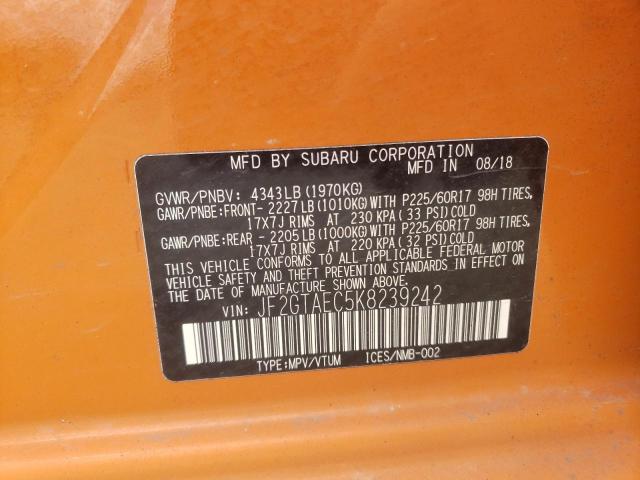 MFD BY SUBARU CORPORATION
MFD IN 08/18
GVWR/PNBV: 4343LB (1970KG)
GAWR/PNBE:FRONT- 2227LB (1010KG)WITH P225/60R17 98H TIRES,
17X7J RIMS AT 230 KPA (33 PSI)COLD
GAWR/PNBE:REAR - 2205LB (1000KG)WITH P225/60R17 98H TIRES,
17X7J RIMS AT 220 KPA (32 PSI)COLD
THIS VEHICLE CONFORMS TO ALL APPLICABLE FEDERAL MOTOR
VEHICLE SAFETY AND THEFT PREVENTION STANDARDS IN EFFECT
ON THE DATE OF MANUFACTURE SHOWN ABOVE.
VIN: JF2GTAEC5K8239242
TYPE:MPV/VTUM ICES/NMB-002